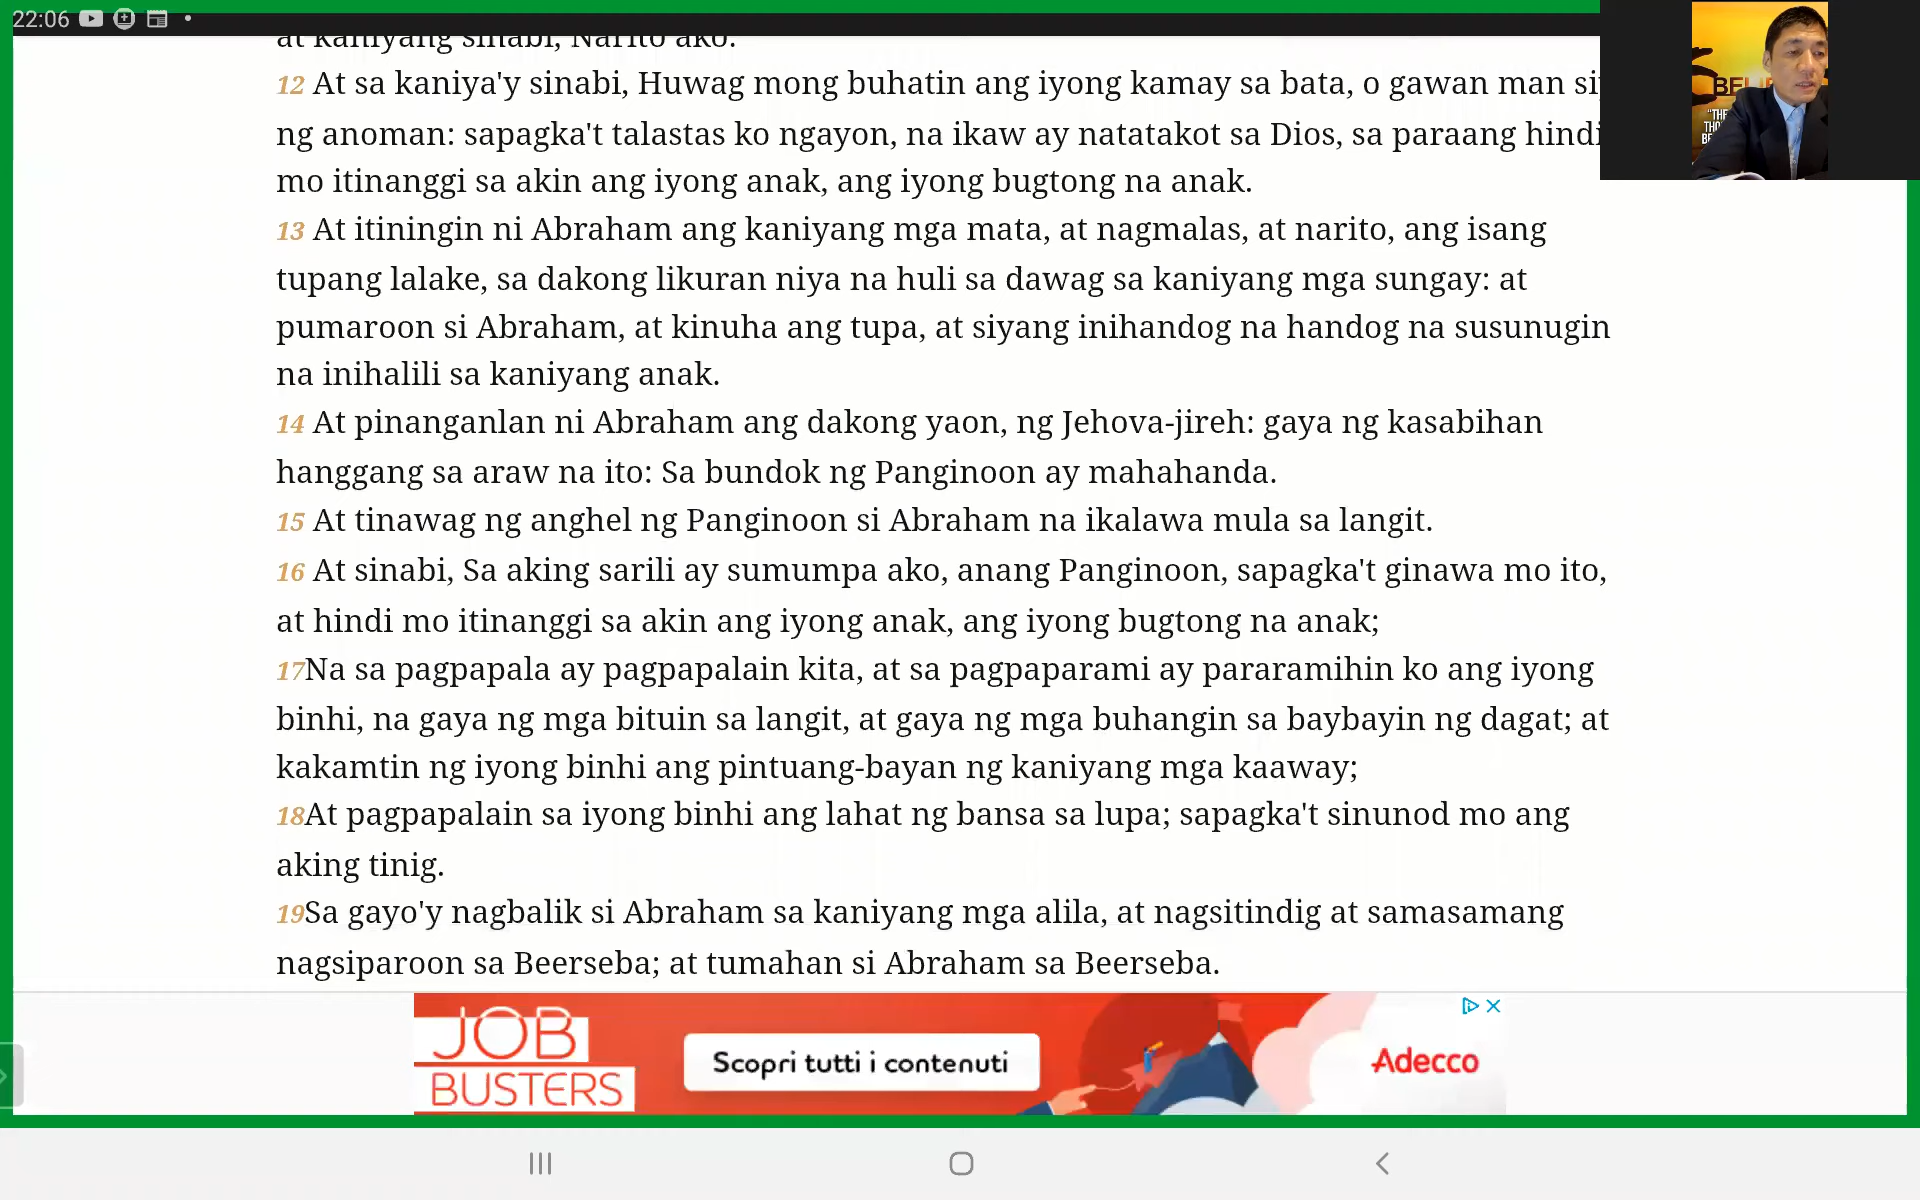 22:06
at kaniyang sinabi, Narito ako.
12 At sa kaniya'y sinabi, Huwag mong buhatin ang iyong kamay sa bata, o gawan man
ng anoman: sapagka't talastas ko ngayon, na ikaw ay natatakot sa Dios, sa paraang hindi
mo itinanggi sa akin ang iyong anak, ang iyong bugtong na anak.
13 At itiningin ni Abraham ang kaniyang mga mata, at nagmalas, at narito, ang isang
tupang lalake, sa dakong likuran niya na huli sa dawag sa kaniyang mga sungay: at
pumaroon si Abraham, at kinuha ang tupa, at siyang inihandog na handog na susunugin
na inihalili sa kaniyang anak.
14 At pinanganlan ni Abraham ang dakong yaon, ng Jehova-jireh: gaya ng kasabihan
hanggang sa araw na ito: Sa bundok ng Panginoon ay mahahanda.
15 At tinawag ng anghel ng Panginoon si Abraham na ikalawa mula sa langit.
16 At sinabi, Sa aking sarili ay sumumpa ako, anang Panginoon, sapagka't ginawa mo ito,
at hindi mo itinanggi sa akin ang iyong anak, ang iyong bugtong na anak;
17Na sa pagpapala ay pagpapalain kita, at sa pagpaparami ay pararamihin ko ang iyong
binhi, na gaya ng mga bituin sa langit, at gaya ng mga buhangin sa baybayin ng dagat; at
kakamtin ng iyong binhi ang pintuang-bayan ng kaniyang mga kaaway;
18At pagpapalain sa iyong binhi ang lahat ng bansa sa lupa; sapagka't sinunod mo ang
aking tinig.
19Sa gayo'y nagbalik si Abraham sa kaniyang mga alila, at nagsitindig at samasamang
nagsiparoon sa Beerseba; at tumahan si Abraham sa Beerseba.
JOB
BUSTERS
Scopri tutti i contenuti
Adecco